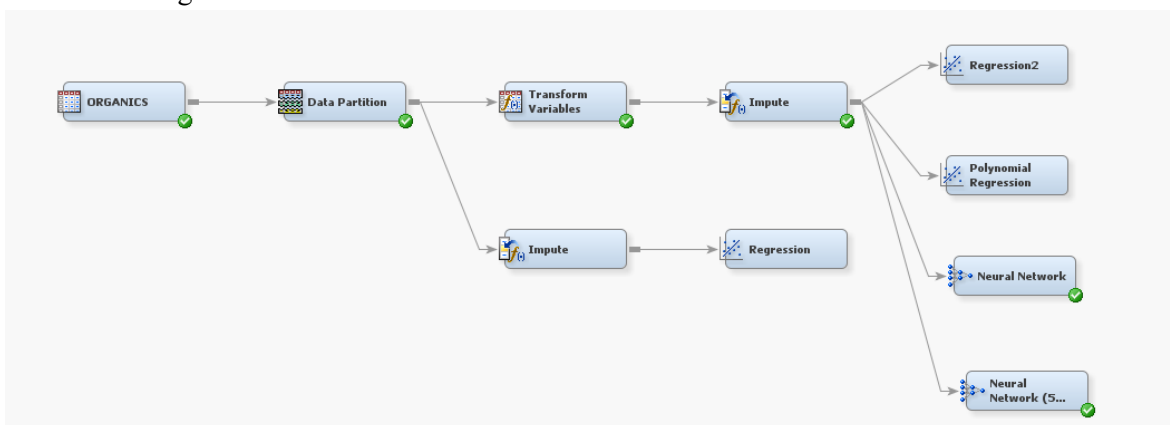 ORGANICS
Data Partition
Transform
Variables
Impute
Regression2
Polynomial
Regression
Impute
Regression
Neural Network
Neural
Network (5...